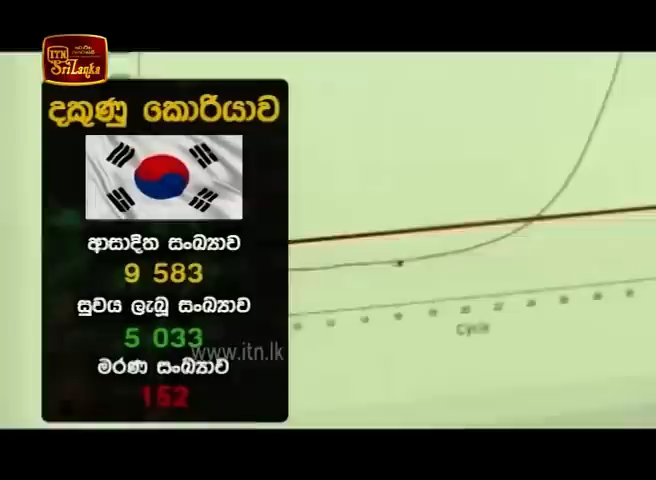 ITN
SriLanka
දකුණු කොරියාව
ආසාදිත සංඛ්‍යාව
9 583
සුවය ලැබූ සංඛ්‍යාව
5 033
www.itn.lk
මරණ සංඛ්‍යාව
152
Cycle